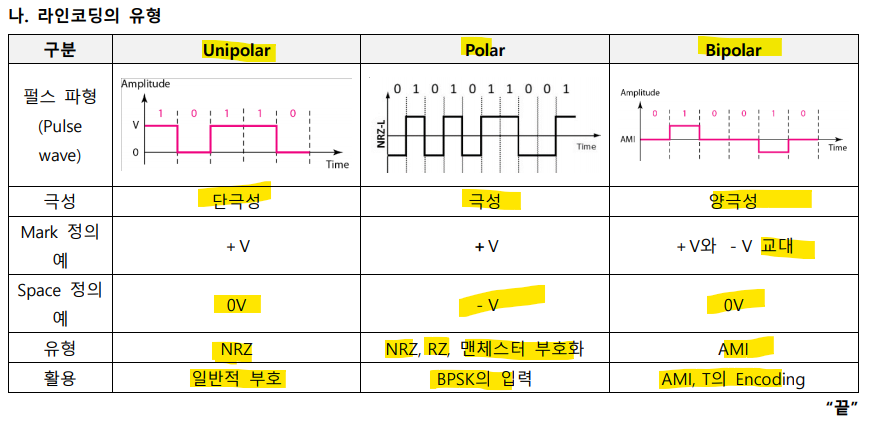 나. 라인코딩의 유형
구분 Unipolar Polar Bipolar
펄스 파형
(Pulse
wave)
Amplitude
1 0 1 1 0
V
0
Time
0 1 0 1 0 1 1 0 0 1
NRZ-L
Time
Amplitude
0 1 0 0 1 0
AMI
Time
극성 단극성 극성 양극성
Mark 정의
예
+ V + V + V와 - V 교대
Space 정의
예
0V - V 0V
유형 NRZ NRZ, RZ, 맨체스터 부호화 AMI
활용 일반적 부호 BPSK의 입력 AMI, T의 Encoding
“끝”